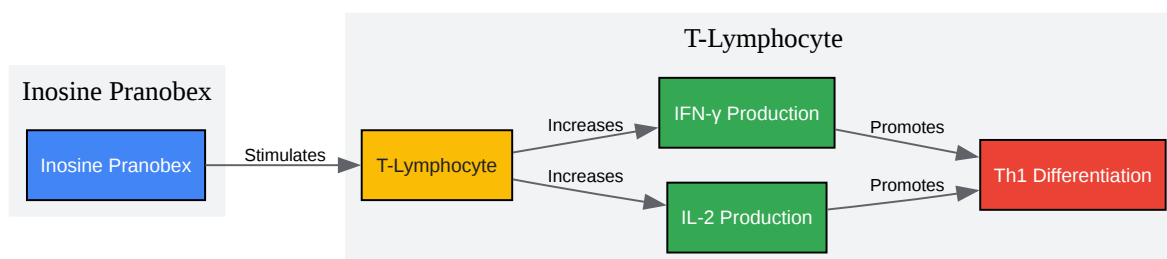 T-Lymphocyte
Inosine Pranobex
Inosine Pranobex
Stimulates
T-Lymphocyte
Increases
IFN-γ Production
Promotes
Increases
IL-2 Production
Promotes
Th1 Differentiation